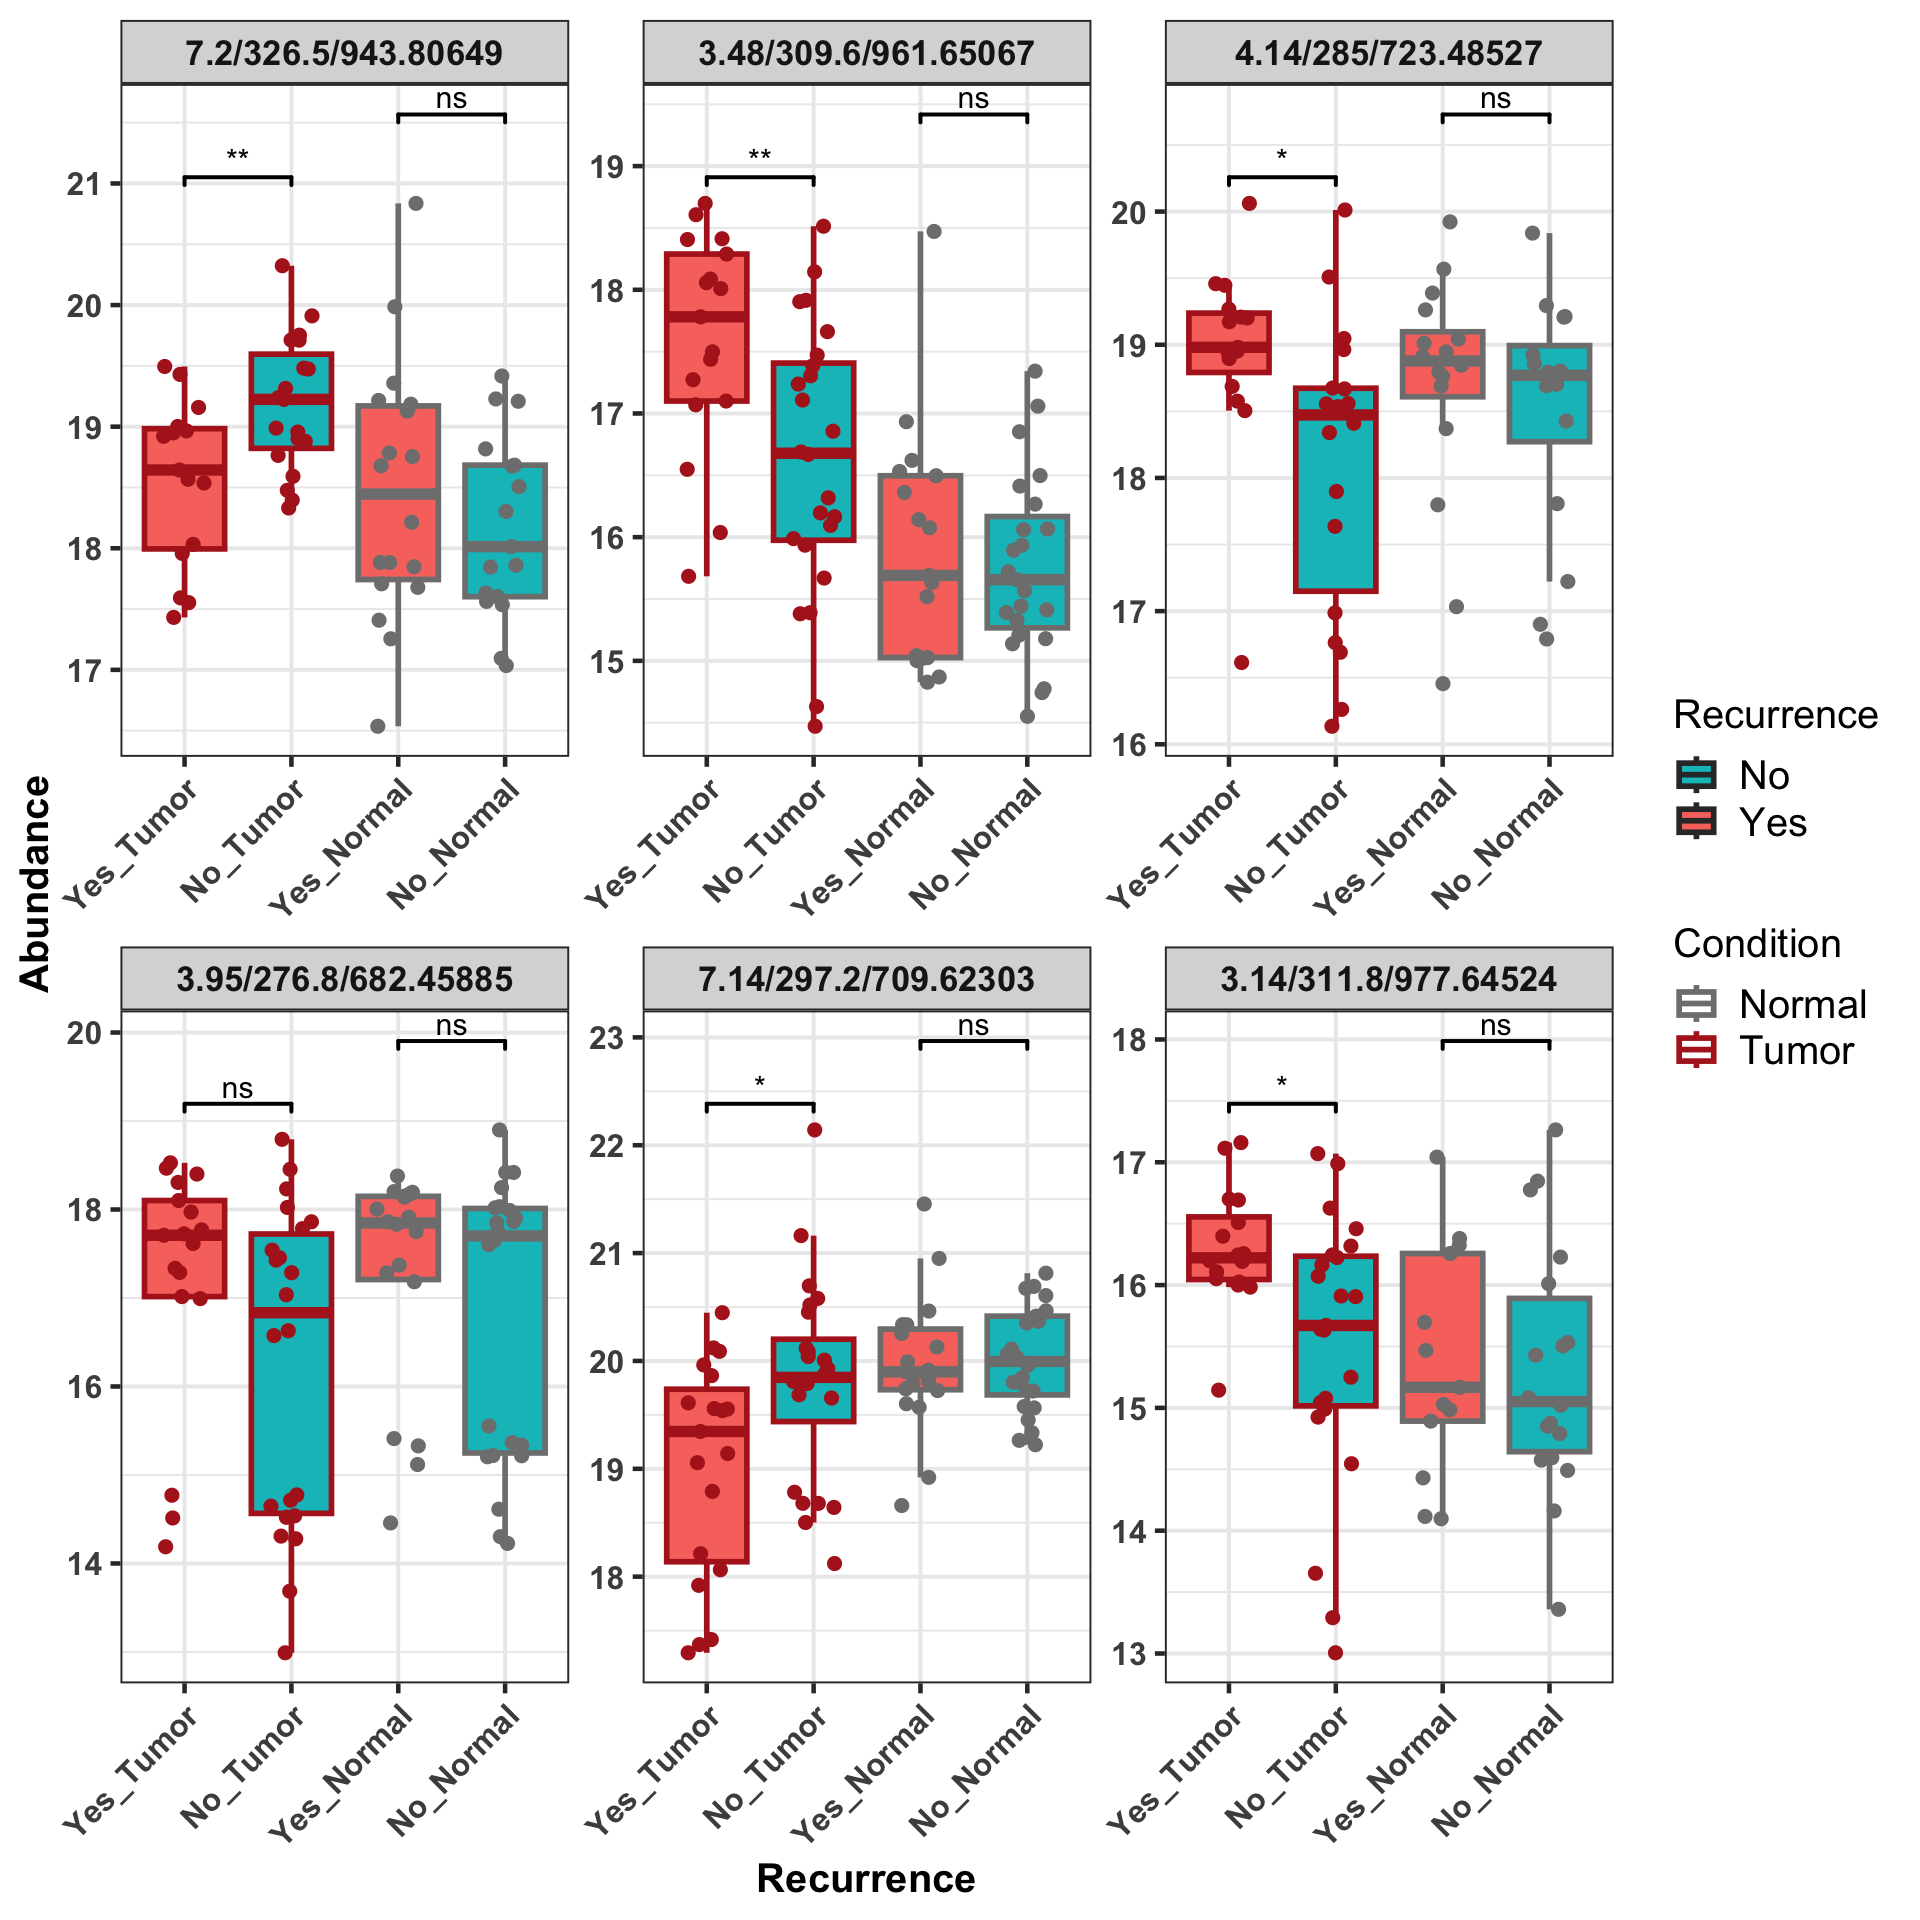 7.2/326.5/943.80649
3.48/309.6/961.65067
4.14/285/723.48527
**
ns
**
ns
*
ns
21
20
19
18
17
19
18
17
16
15
20
19
18
17
16
Yes_Tumor
No_Tumor
Yes_Normal
No_Normal
Yes_Tumor
No_Tumor
Yes_Normal
No_Normal
Yes_Tumor
No_Tumor
Yes_Normal
No_Normal
3.95/276.8/682.45885
7.14/297.2/709.62303
3.14/311.8/977.64524
ns
ns
*
ns
*
ns
20
18
16
14
23
22
21
20
19
18
18
17
16
15
14
13
Yes_Tumor
No_Tumor
Yes_Normal
No_Normal
Yes_Tumor
No_Tumor
Yes_Normal
No_Normal
Yes_Tumor
No_Tumor
Yes_Normal
No_Normal
Abundance
Recurrence
Recurrence
No
Yes
Condition
Normal
Tumor